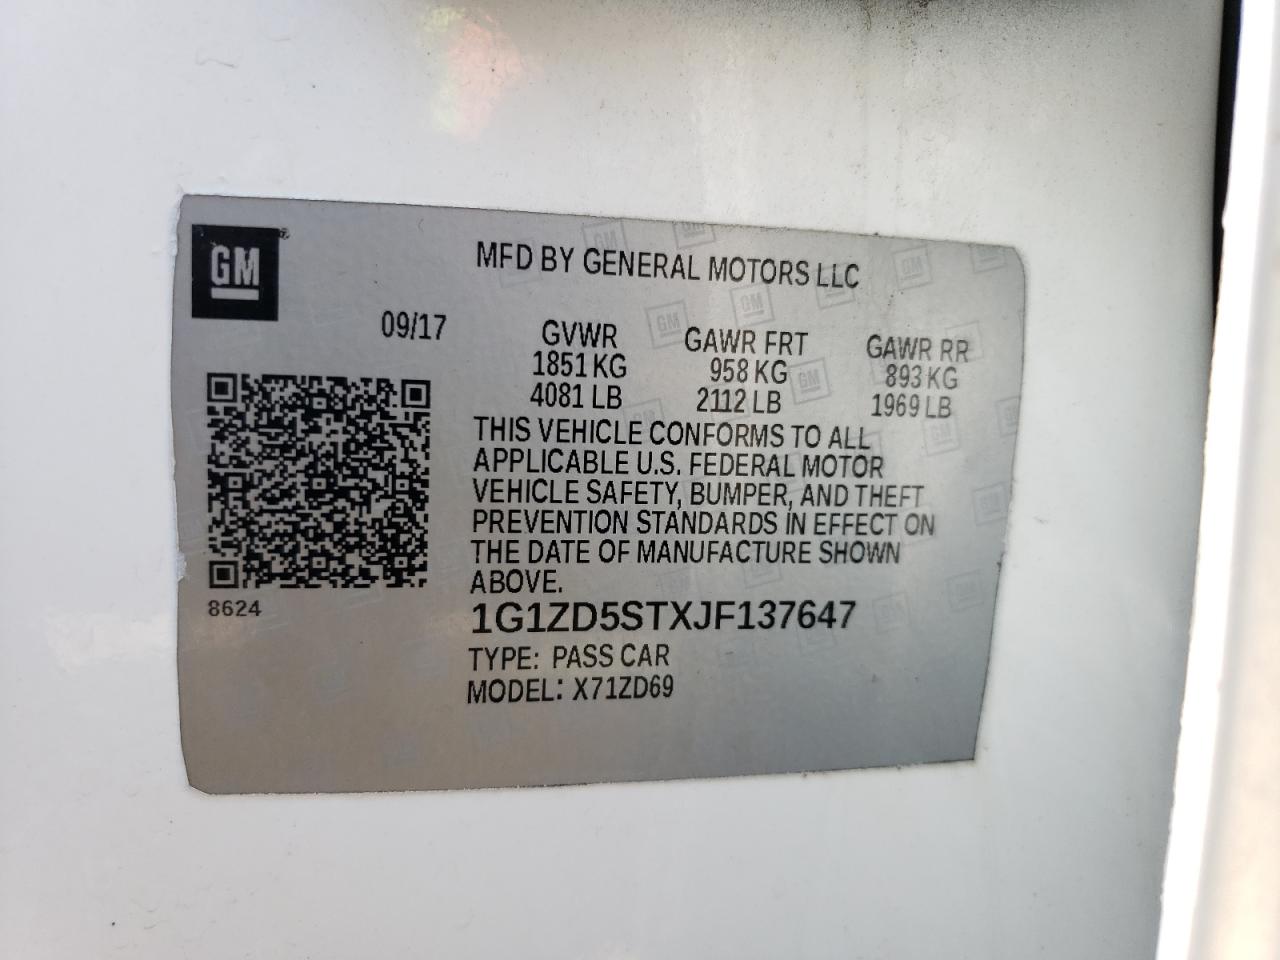 GM
MFD BY GENERAL MOTORS LLC
09/17
GVWR GAWR FRT GAWR RR
1851 KG 958 KG 893 KG
4081 LB 2112 LB 1969 LB
THIS VEHICLE CONFORMS TO ALL
APPLICABLE U.S. FEDERAL MOTOR
VEHICLE SAFETY, BUMPER, AND THEFT
PREVENTION STANDARDS IN EFFECT ON
THE DATE OF MANUFACTURE SHOWN
ABOVE.
8624
1G1ZD5STXJF137647
TYPE: PASS CAR
MODEL: X71ZD69